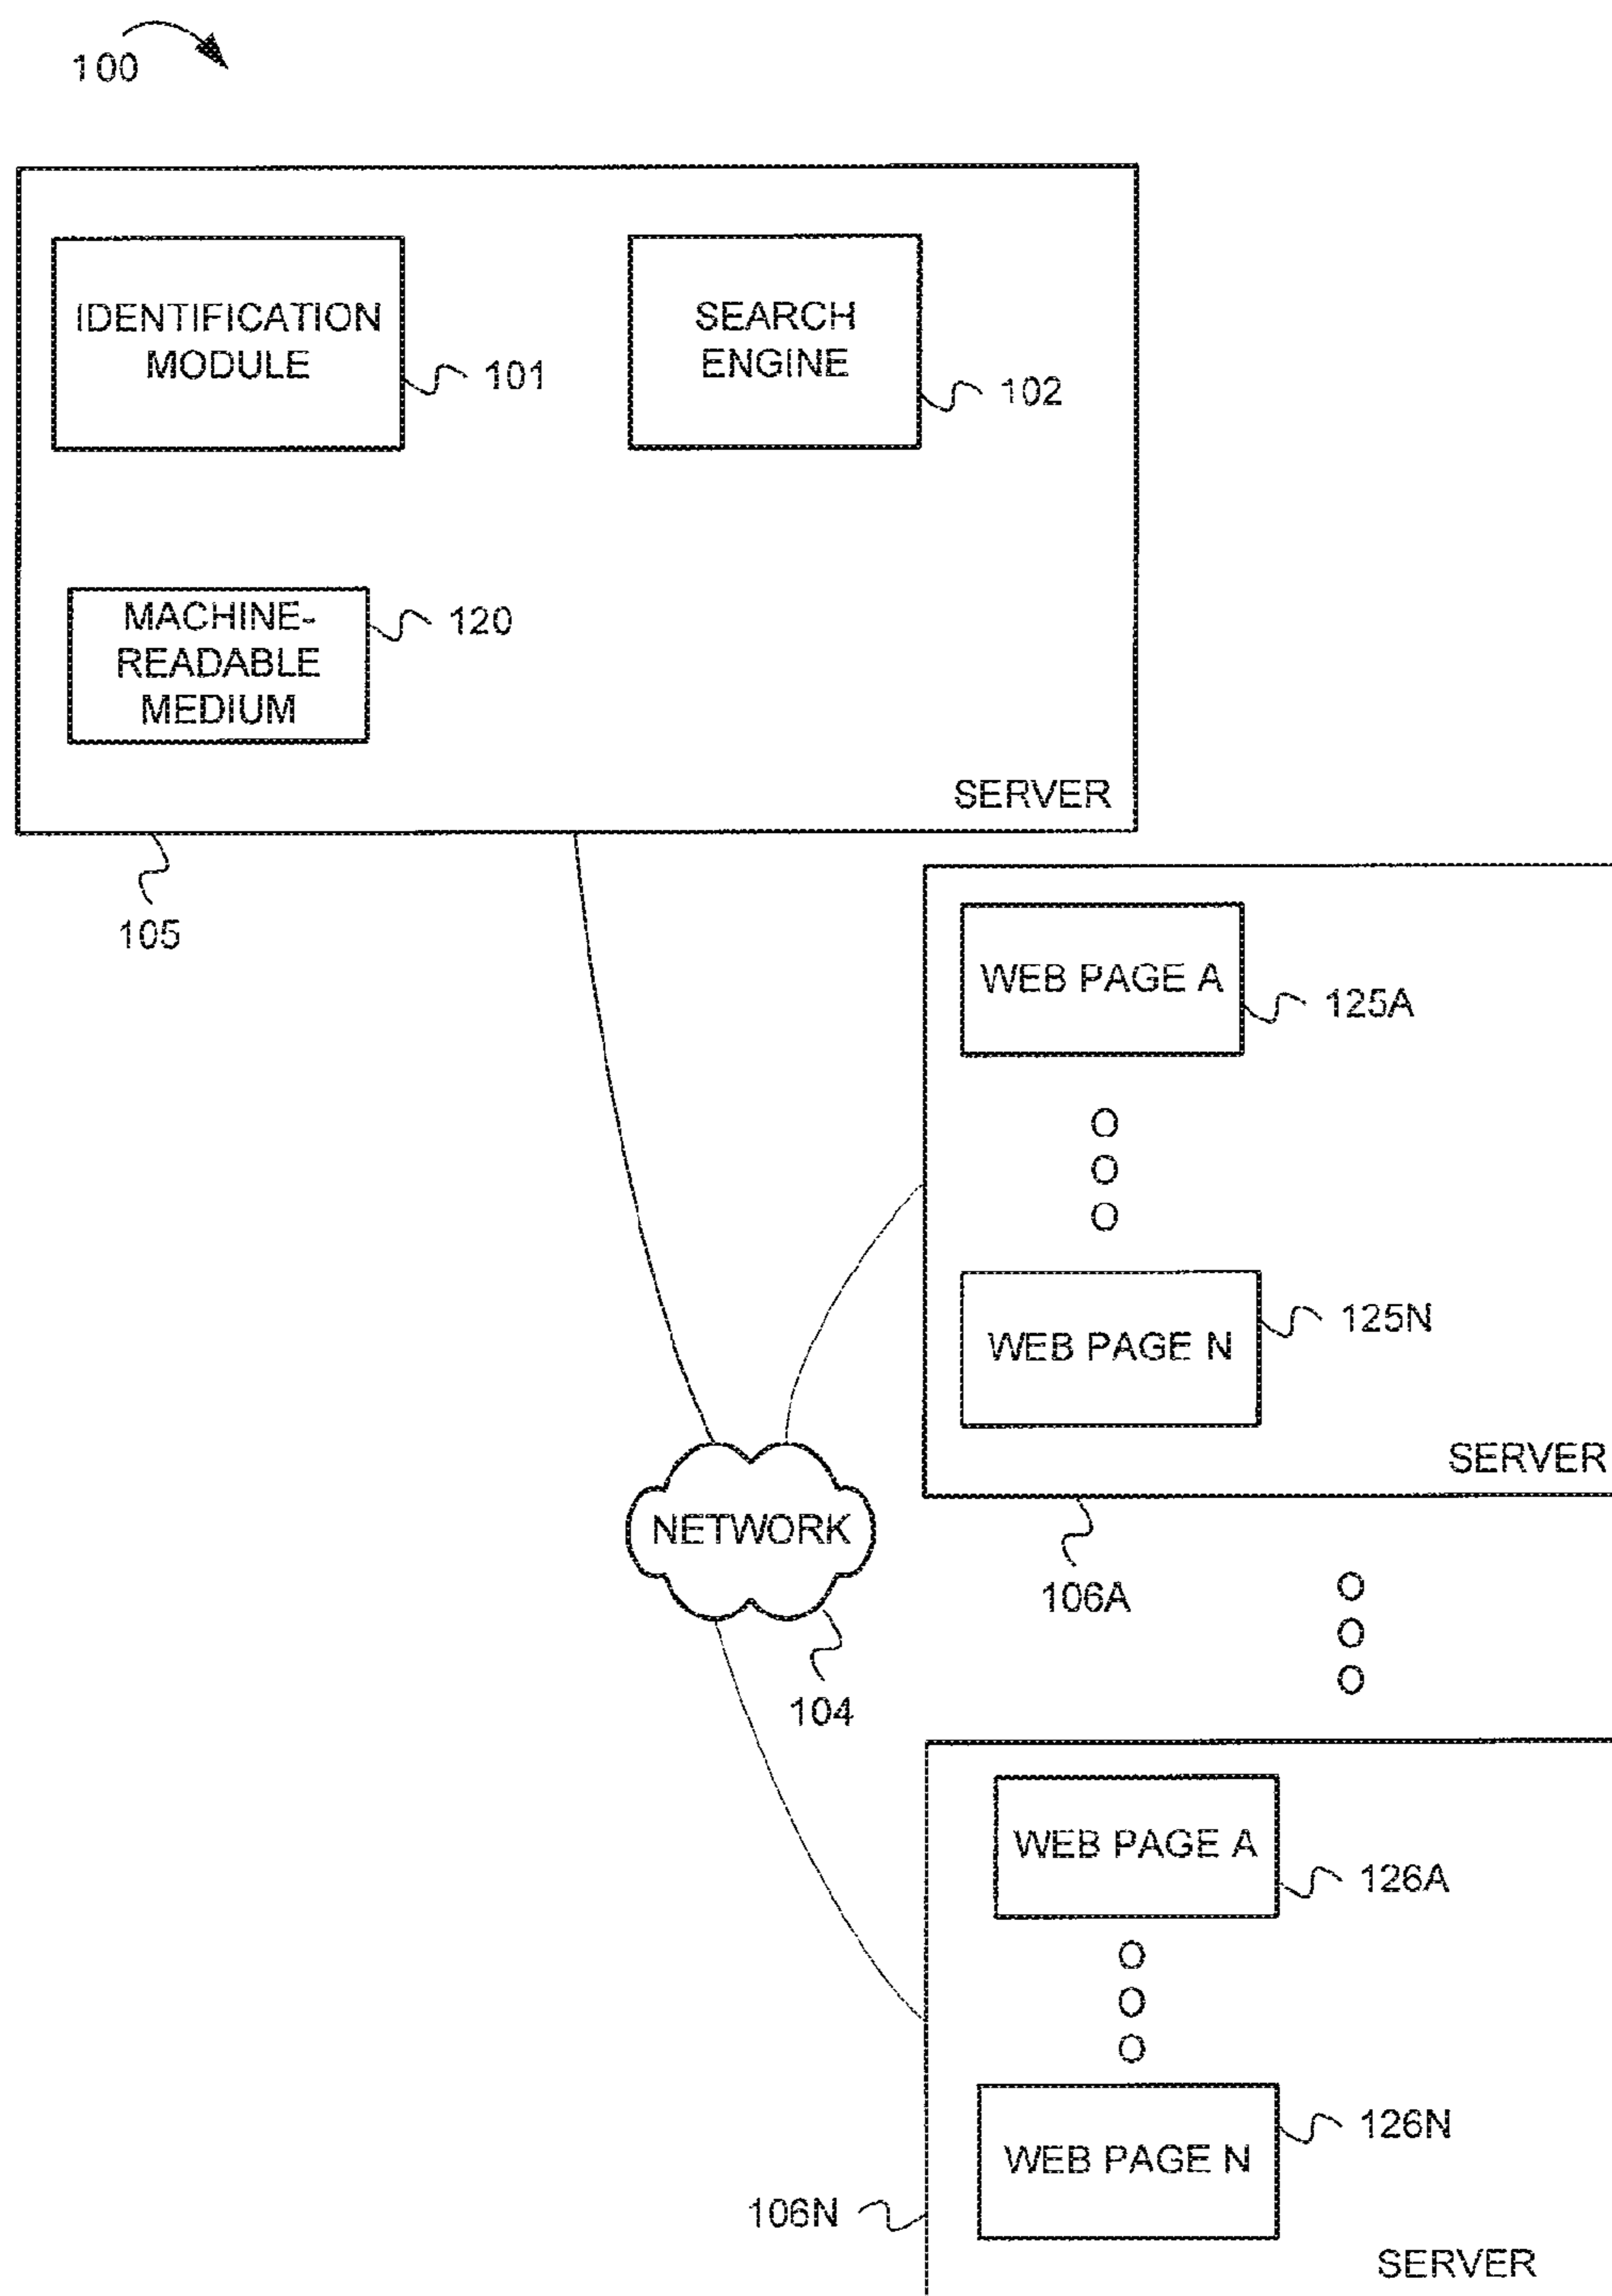 100
IDENTIFICATION
MODULE
101
SEARCH
ENGINE
102
MACHINE-
READABLE
MEDIUM
120
SERVER
105
WEB PAGE A
125A
WEB PAGE N
125N
SERVER
106A
NETWORK
104
WEB PAGE A
126A
WEB PAGE N
126N
106N
SERVER